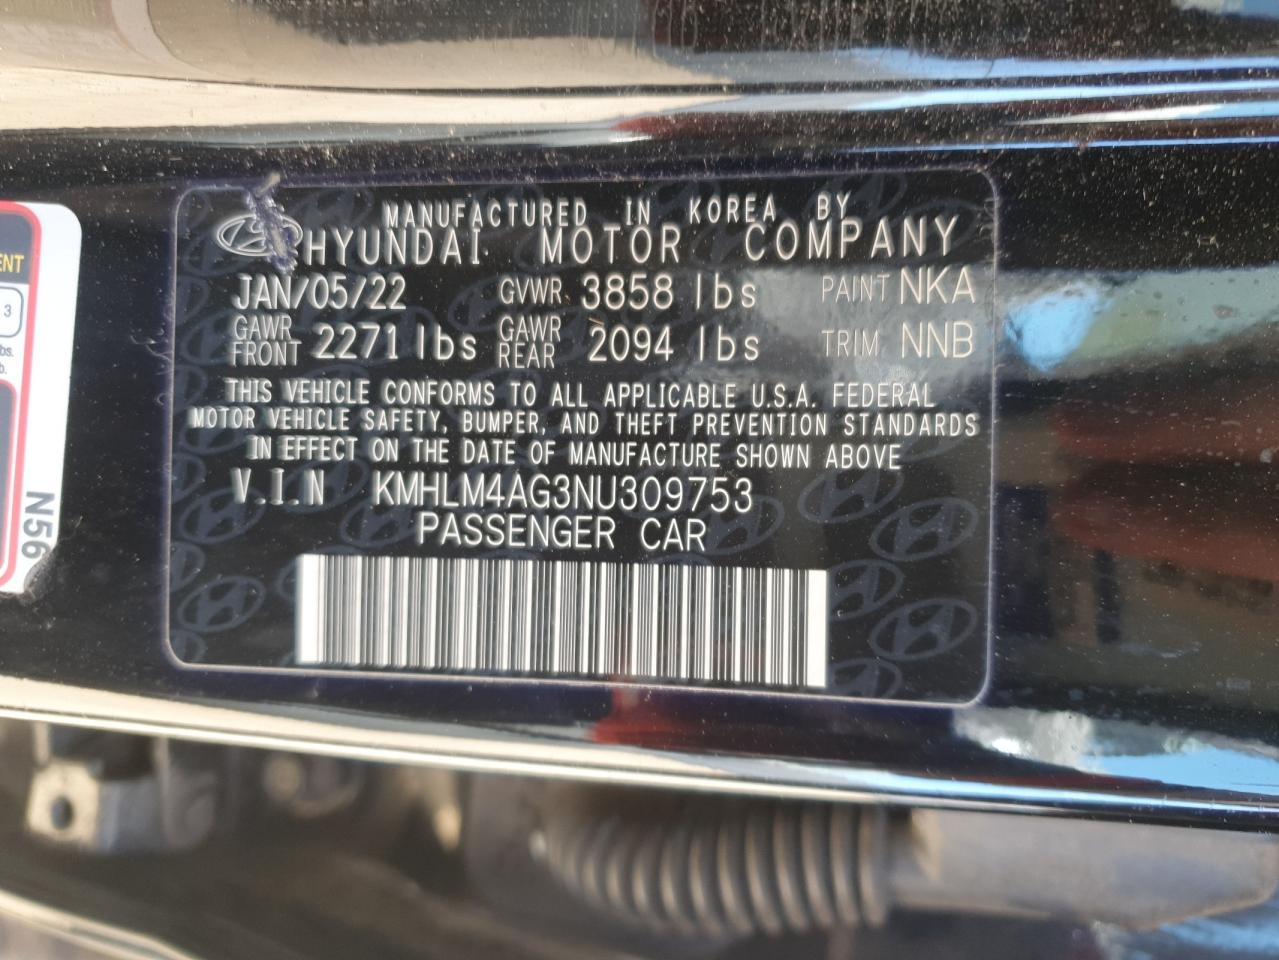 MANUFACTURED IN KOREA BY
HYUNDAI MOTOR COMPANY
JAN/05/22 GVWR 3858 lbs PAINT NKA
GAWR FRONT 2271 lbs GAWR REAR 2094 lbs TRIM NNB
THIS VEHICLE CONFORMS TO ALL APPLICABLE U.S.A. FEDERAL
MOTOR VEHICLE SAFETY, BUMPER, AND THEFT PREVENTION STANDARDS
IN EFFECT ON THE DATE OF MANUFACTURE SHOWN ABOVE
V.I.N KMHLM4AG3NU309753
PASSENGER CAR
3
N56